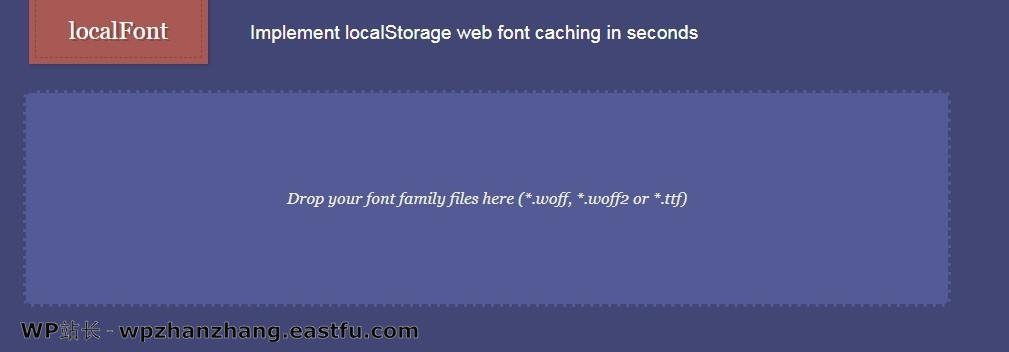 localFont
Implement localStorage web font caching in seconds
Drop your font family files here (*.woff, *.woff2 or *.ttf)
WP站长 - wpzhanzhang.eastfu.com